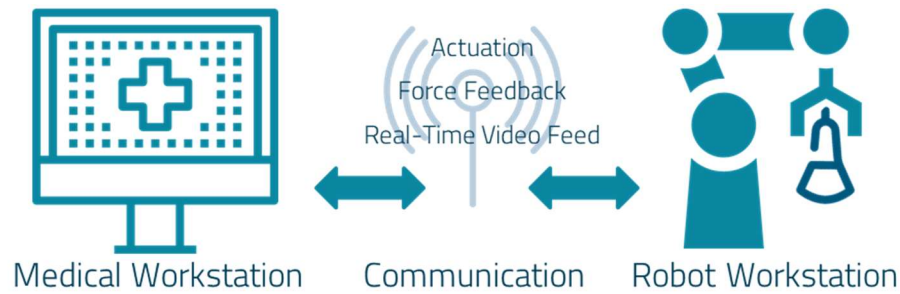 Actuation
Force Feedback
Real-Time Video Feed
Medical Workstation
Communication
Robot Workstation